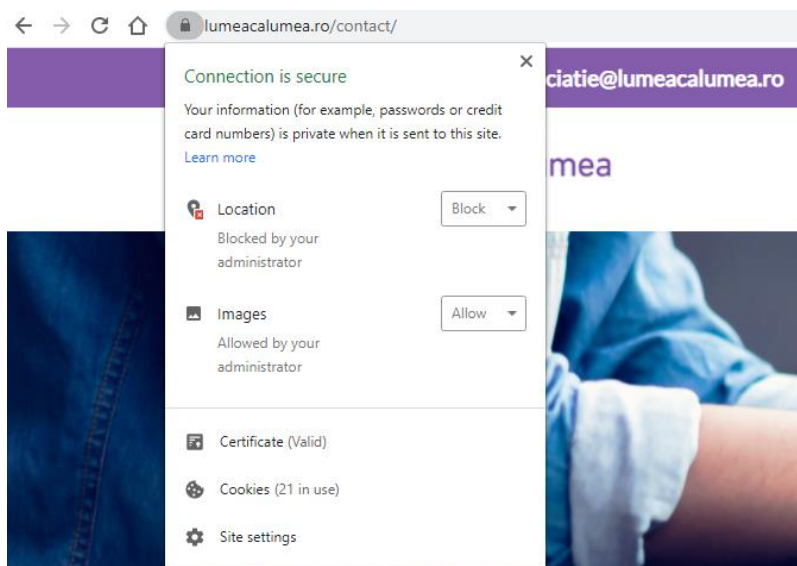 lumeacalumea.ro/contact/
ciatie@lumeacalumea.ro
Connection is secure
Your information (for example, passwords or credit
card numbers) is private when it is sent to this site.
Learn more
mea
Location
Block
Blocked by your
administrator
Images
Allow
Allowed by your
administrator
Certificate (Valid)
Cookies (21 in use)
Site settings